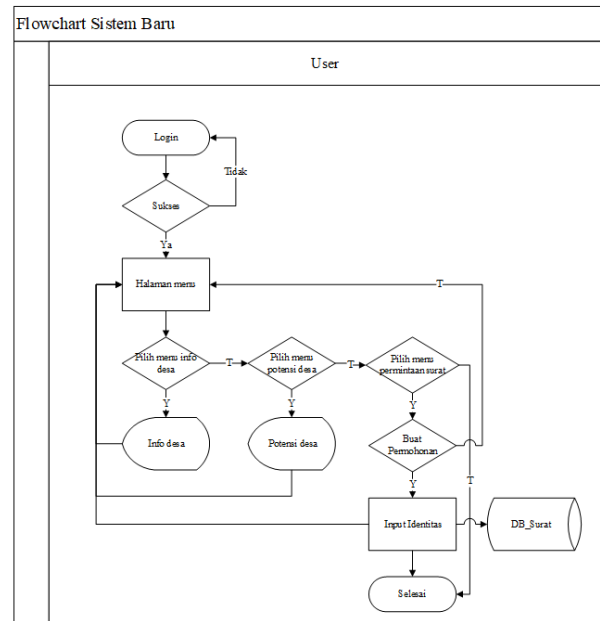 Flowchart Sistem Baru
User
Login
Tidak
Sukses
Ya
Halaman menu
T
Pilih menu info
desa
T
Pilih menu
potensi desa
T
Pilih menu
permintaan surat
Y
Y
Y
Info desa
Potensi desa
Buat
Permohonan
T
Y
Input Identitas
DB_Surat
Selesai